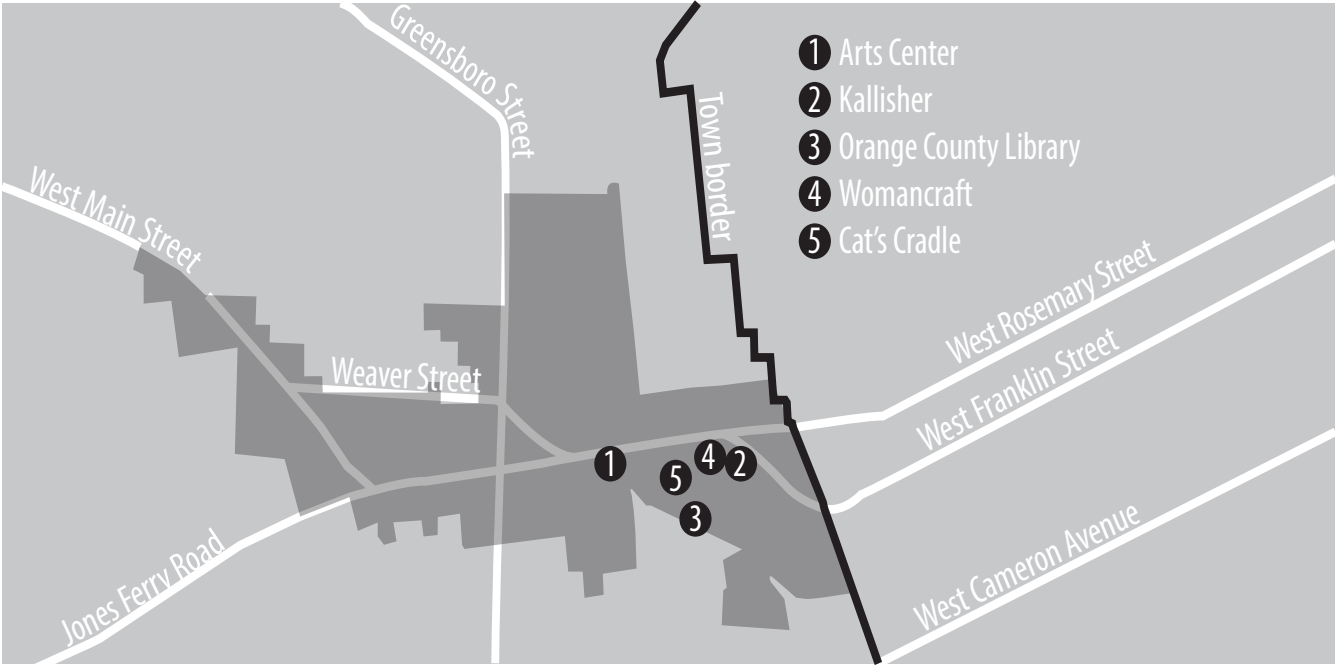 Greensboro Street
Town border
1 Arts Center
2 Kallisher
3 Orange County Library
4 Womancraft
5 Cat's Cradle
West Main Street
West Rosemary Street
Weaver Street
West Franklin Street
1
4
2
5
3
Jones Ferry Road
West Cameron Avenue